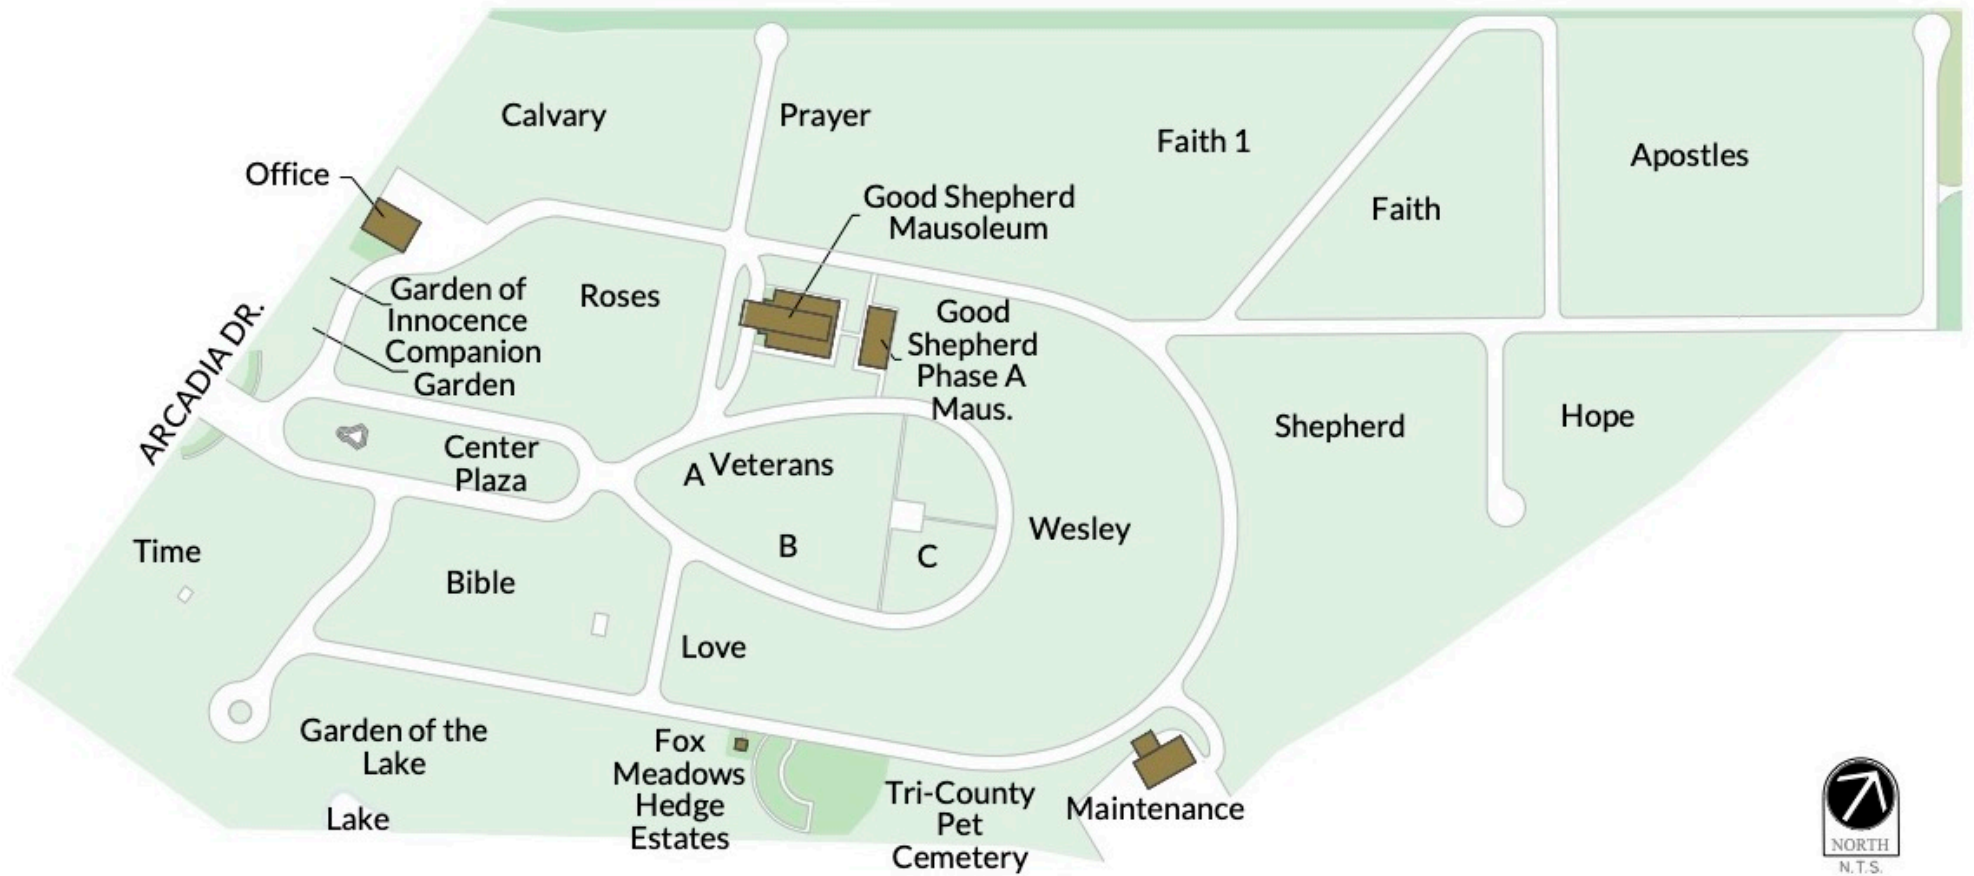 Calvary
Prayer
Faith 1
Apostles
Office
Good Shepherd
Mausoleum
Faith
Garden of
Innocence
Companion
Garden
Roses
Good
Shepherd
Phase A
Maus.
ARCADIA DR.
Center
Plaza
A Veterans
B
C
Wesley
Shepherd
Hope
Time
Bible
Love
Garden of the
Lake
Lake
Fox
Meadows
Hedge
Estates
Tri-County
Pet
Cemetery
Maintenance
NORTH
N.T.S.